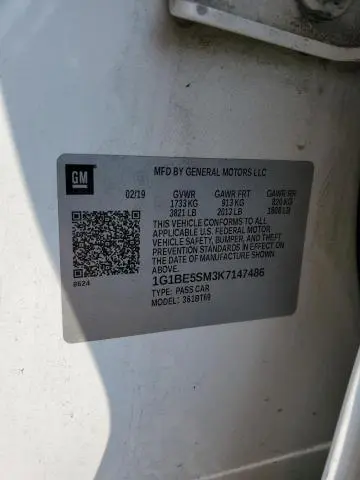 GM
MFD BY GENERAL MOTORS LLC
02/19 GVWR GAWR FRT GAWR RR
1733 KG 913 KG 820 KG
3821 LB 2013 LB 1808 LB
THIS VEHICLE CONFORMS TO ALL
APPLICABLE U.S. FEDERAL MOTOR
VEHICLE SAFETY, BUMPER, AND THEFT
PREVENTION STANDARDS IN EFFECT ON
THE DATE OF MANUFACTURE SHOWN
ABOVE.
8624
1G1BE5SM3K7147486
TYPE: PASS CAR
MODEL: 361BT69